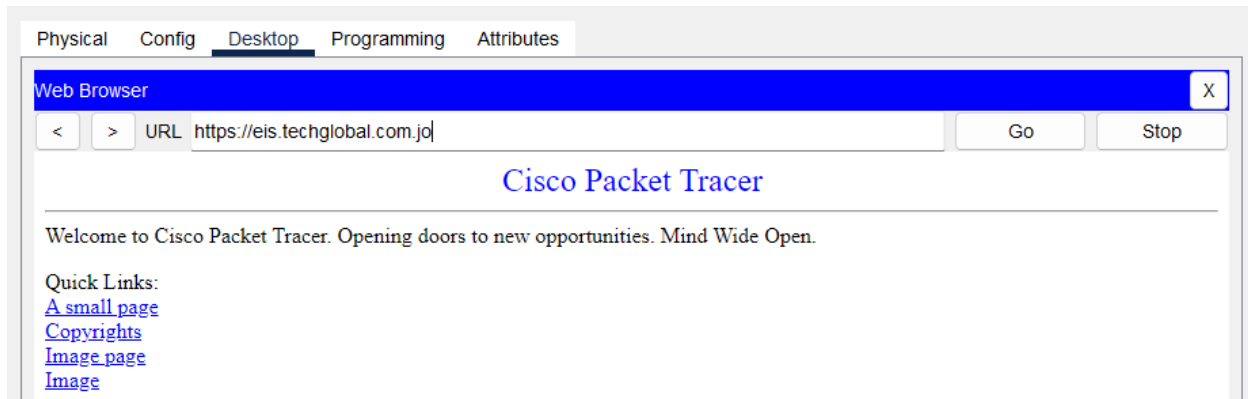 Physical Config Desktop Programming Attributes
Web Browser X
< > URL https://eis.techglobal.com.jo Go Stop
Cisco Packet Tracer
Welcome to Cisco Packet Tracer. Opening doors to new opportunities. Mind Wide Open.
Quick Links:
A small page
Copyrights
Image page
Image